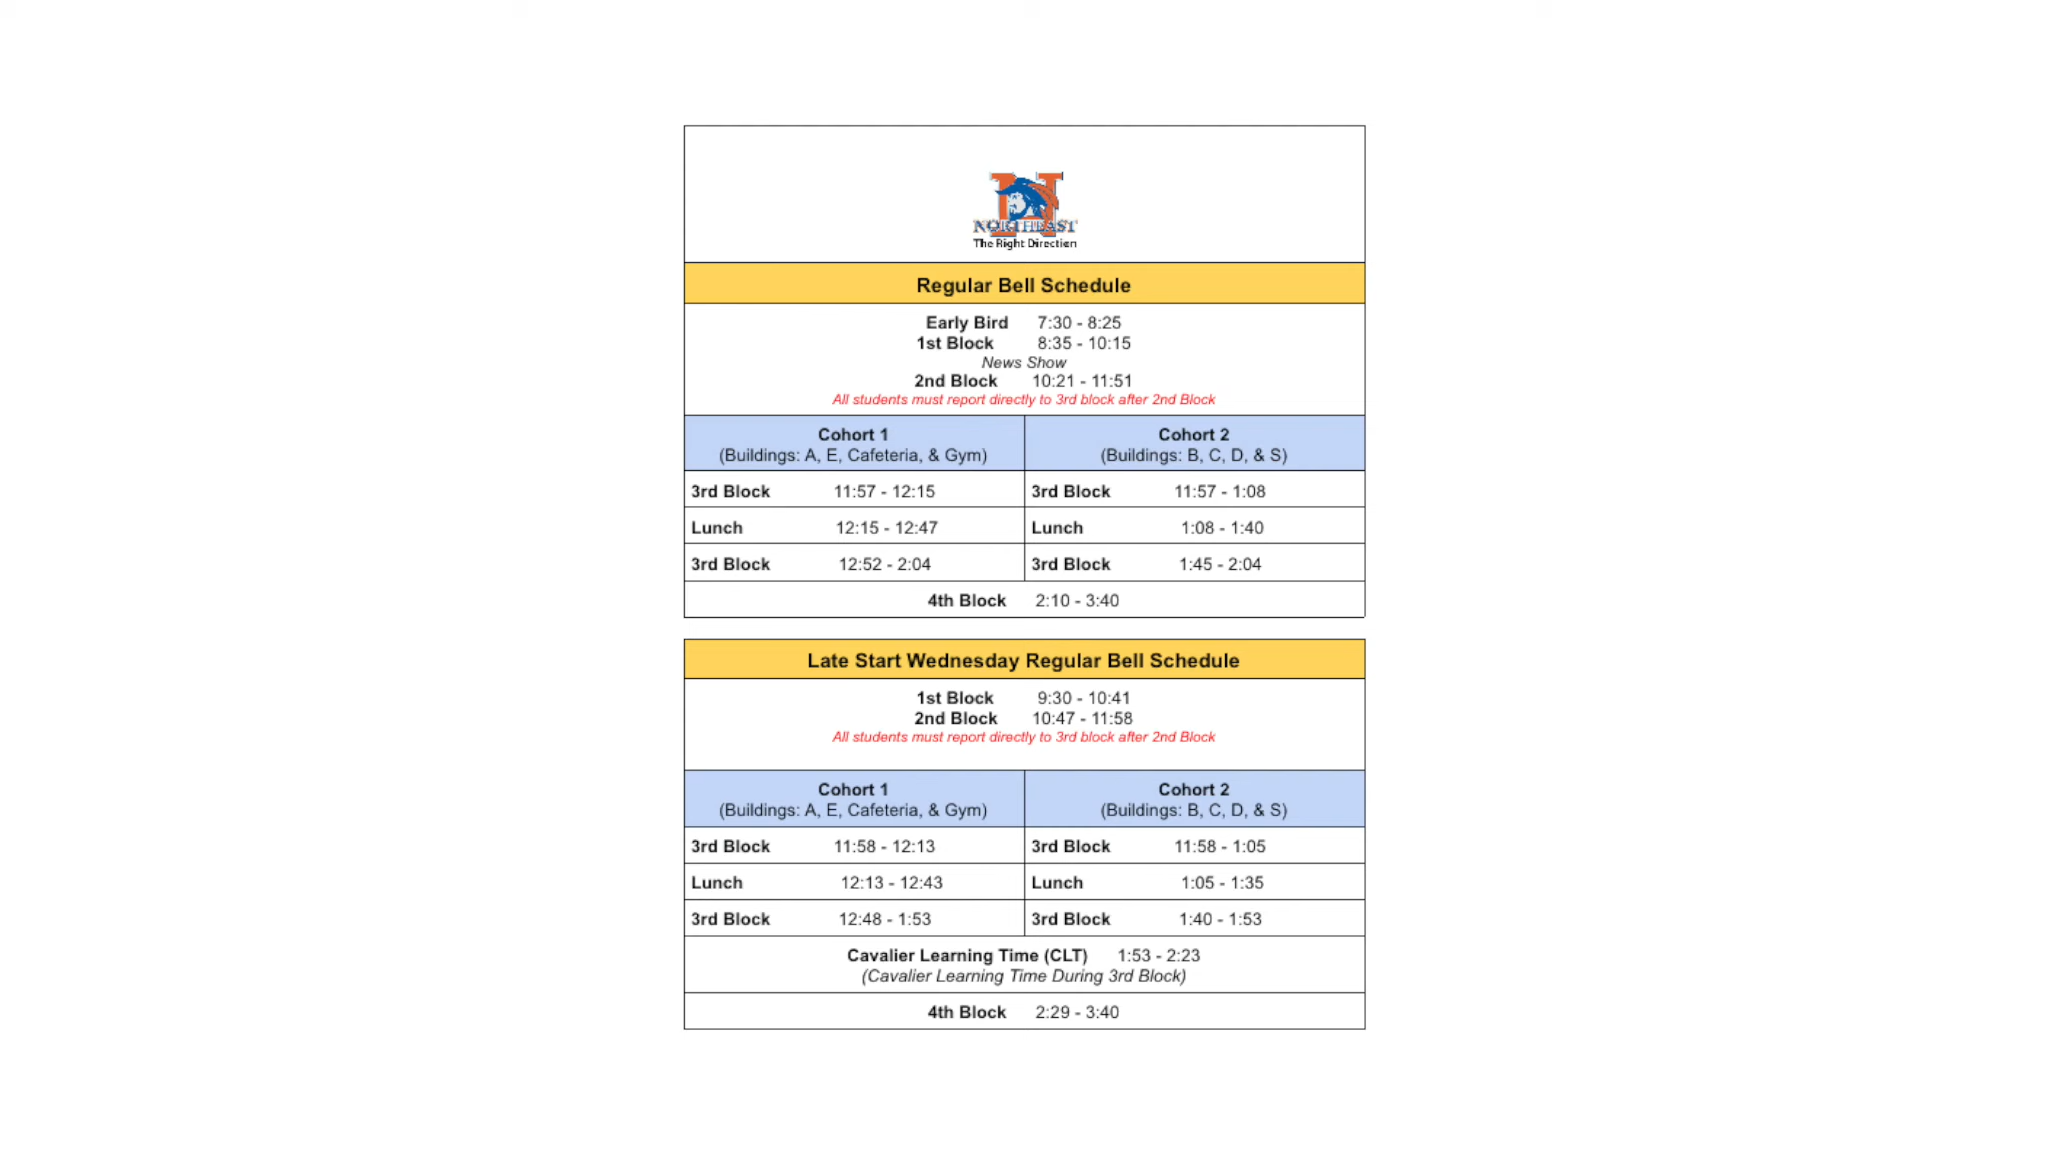 NORTHEAST
The Right Direction
Regular Bell Schedule
Early Bird 7:30 - 8:25
1st Block 8:35 - 10:15
News Show
2nd Block 10:21 - 11:51
All students must report directly to 3rd block after 2nd Block
Cohort 1
(Buildings: A, E, Cafeteria, & Gym)
Cohort 2
(Buildings: B, C, D, & S)
3rd Block 11:57 - 12:15 3rd Block 11:57 - 1:08
Lunch 12:15 - 12:47 Lunch 1:08 - 1:40
3rd Block 12:52 - 2:04 3rd Block 1:45 - 2:04
4th Block 2:10 - 3:40
Late Start Wednesday Regular Bell Schedule
1st Block 9:30 - 10:41
2nd Block 10:47 - 11:58
All students must report directly to 3rd block after 2nd Block
Cohort 1
(Buildings: A, E, Cafeteria, & Gym)
Cohort 2
(Buildings: B, C, D, & S)
3rd Block 11:58 - 12:13 3rd Block 11:58 - 1:05
Lunch 12:13 - 12:43 Lunch 1:05 - 1:35
3rd Block 12:48 - 1:53 3rd Block 1:40 - 1:53
Cavalier Learning Time (CLT) 1:53 - 2:23
(Cavalier Learning Time During 3rd Block)
4th Block 2:29 - 3:40